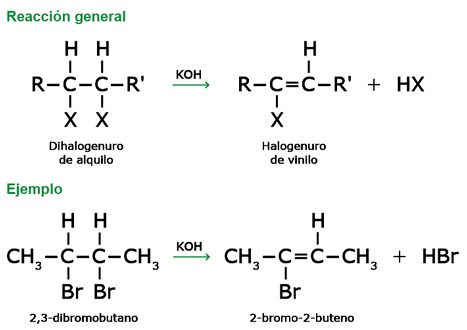 Reacción general
H H H
KOH
R–C–C–R' → R–C=C–R' + HX
X X X
Dihalogenuro Halogenuro
de alquilo de vinilo
Ejemplo
H H H
KOH
CH₃–C–C–CH₃ → CH₃–C=C–CH₃ + HBr
Br Br Br
2,3-dibromobutano 2-bromo-2-buteno